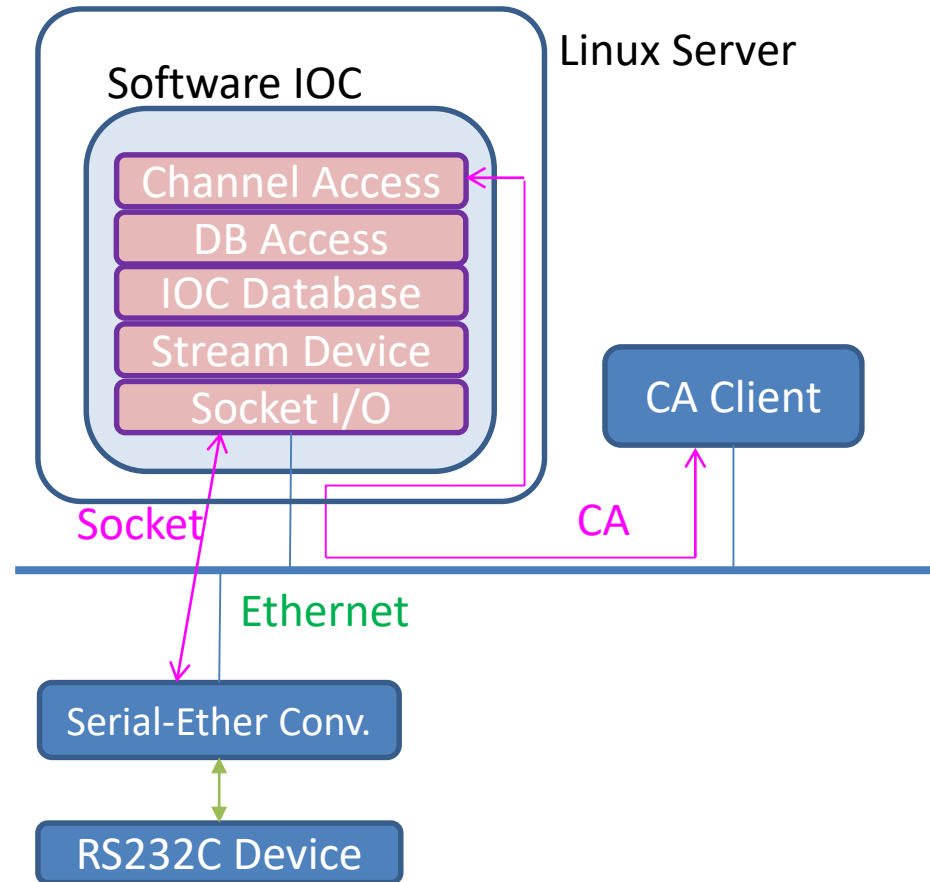 Linux Server
Software IOC
Channel Access
DB Access
IOC Database
Stream Device
Socket I/O
CA Client
Socket
CA
Ethernet
Serial-Ether Conv.
RS232C Device